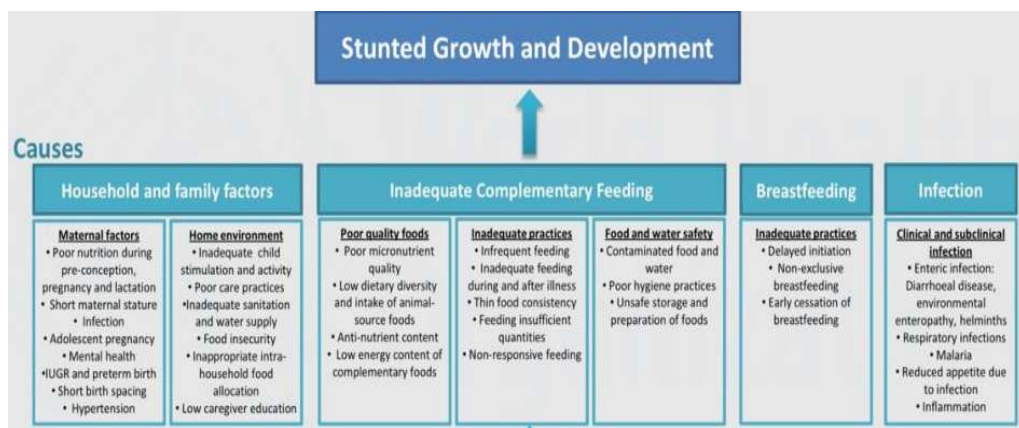 Stunted Growth and Development
Causes
Household and family factors
Maternal factors
• Poor nutrition during
pre-conception,
pregnancy and lactation
• Short maternal stature
• Infection
• Adolescent pregnancy
• Mental health
•IUGR and preterm birth
• Short birth spacing
• Hypertension
Home environment
• Inadequate child
stimulation and activity
• Poor care practices
•Inadequate sanitation
and water supply
• Food insecurity
• Inappropriate intra-
household food
allocation
• Low caregiver education
Inadequate Complementary Feeding
Poor quality foods
• Poor micronutrient
quality
• Low dietary diversity
and intake of animal-
source foods
• Anti-nutrient content
• Low energy content of
complementary foods
Inadequate practices
• Infrequent feeding
• Inadequate feeding
during and after illness
• Thin food consistency
• Feeding insufficient
quantities
• Non-responsive feeding
Food and water safety
• Contaminated food and
water
• Poor hygiene practices
• Unsafe storage and
preparation of foods
Breastfeeding
Inadequate practices
• Delayed initiation
• Non-exclusive
breastfeeding
• Early cessation of
breastfeeding
Infection
Clinical and subclinical
infection
• Enteric infection:
Diarrhoeal disease,
environmental
enteropathy, helminths
• Respiratory infections
• Malaria
• Reduced appetite due
to infection
• Inflammation